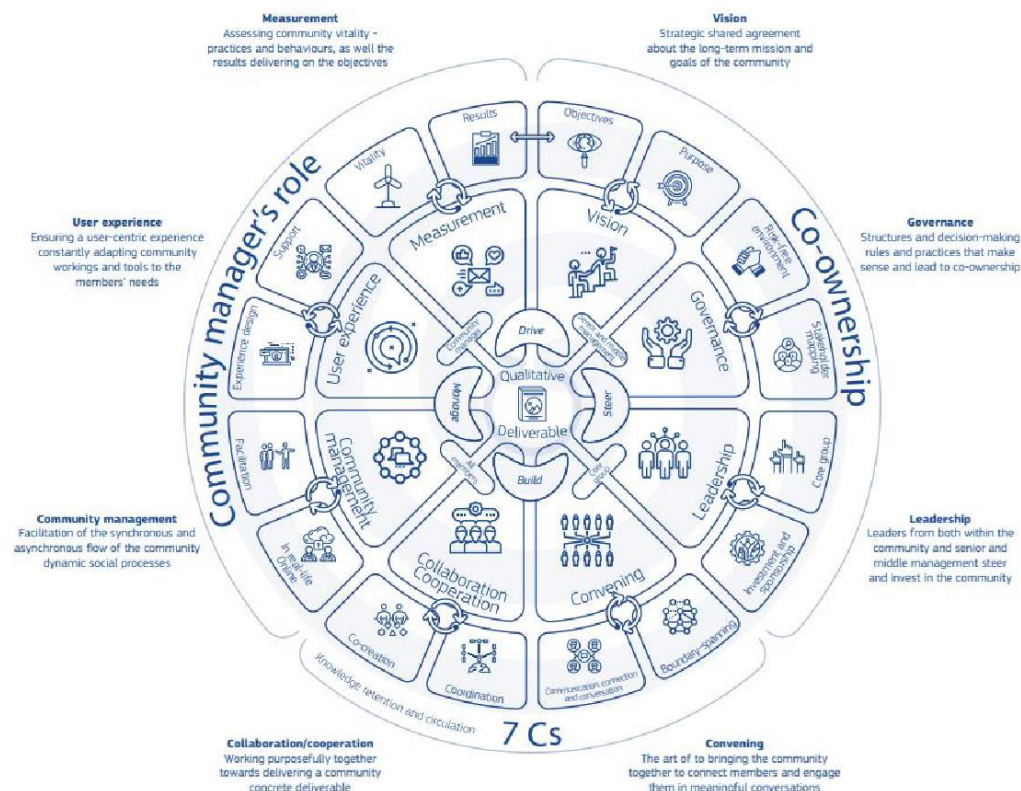 Measurement
Assessing community vitality –
practices and behaviours, as well the
results delivering on the objectives
Vision
Strategic shared agreement
about the long-term mission and
goals of the community
User experience
Ensuring a user-centric experience
constantly adapting community
workings and tools to the
members' needs
Governance
Structures and decision-making
rules and practices that make
sense and lead to co-ownership
Community management
Facilitation of the synchronous and
asynchronous flow of the community
dynamic social processes
Leadership
Leaders from both within the
community and senior and
middle management steer
and invest in the community
Collaboration/cooperation
Working purposefully together
towards delivering a community
concrete deliverable
Convening
The art of to bringing the community
together to connect members and engage
them in meaningful conversations
Community manager's role
Co-ownership
7 Cs
Knowledge retention and circulation
Results
Objectives
Vitality
Purpose
Support
Risk-free
environment
Experience design
Stakeholder
mapping
Facilitation
Core group
Online
in real-life
Investment and
sponsorship
Co-creation
Coordination
Communication, connection
and conversation
Boundary-spanning
Measurement
Vision
User experience
Governance
Community
management
Leadership
Collaboration
Cooperation
Convening
Community
manager
Senior and middle
management
All
members
Core
group
Drive
Manage
Steer
Build
Qualitative
Deliverable